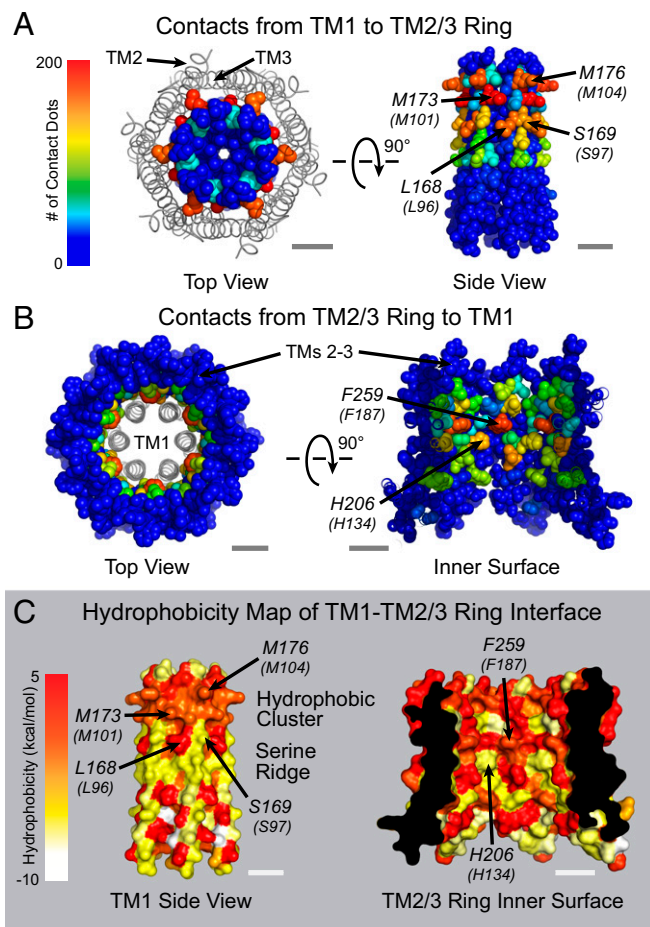 A
Contacts from TM1 to TM2/3 Ring
200
# of Contact Dots
0
TM2
TM3
90°
M176
(M104)
M173
(M101)
S169
(S97)
L168
(L96)
Top View
Side View
B
Contacts from TM2/3 Ring to TM1
TMs 2-3
TM1
90°
F259
(F187)
H206
(H134)
Top View
Inner Surface
C
Hydrophobicity Map of TM1-TM2/3 Ring Interface
5
Hydrophobicity (kcal/mol)
-10
M176
(M104)
M173
(M101)
Hydrophobic
Cluster
L168
(L96)
Serine
Ridge
S169
(S97)
F259
(F187)
H206
(H134)
TM1 Side View
TM2/3 Ring Inner Surface